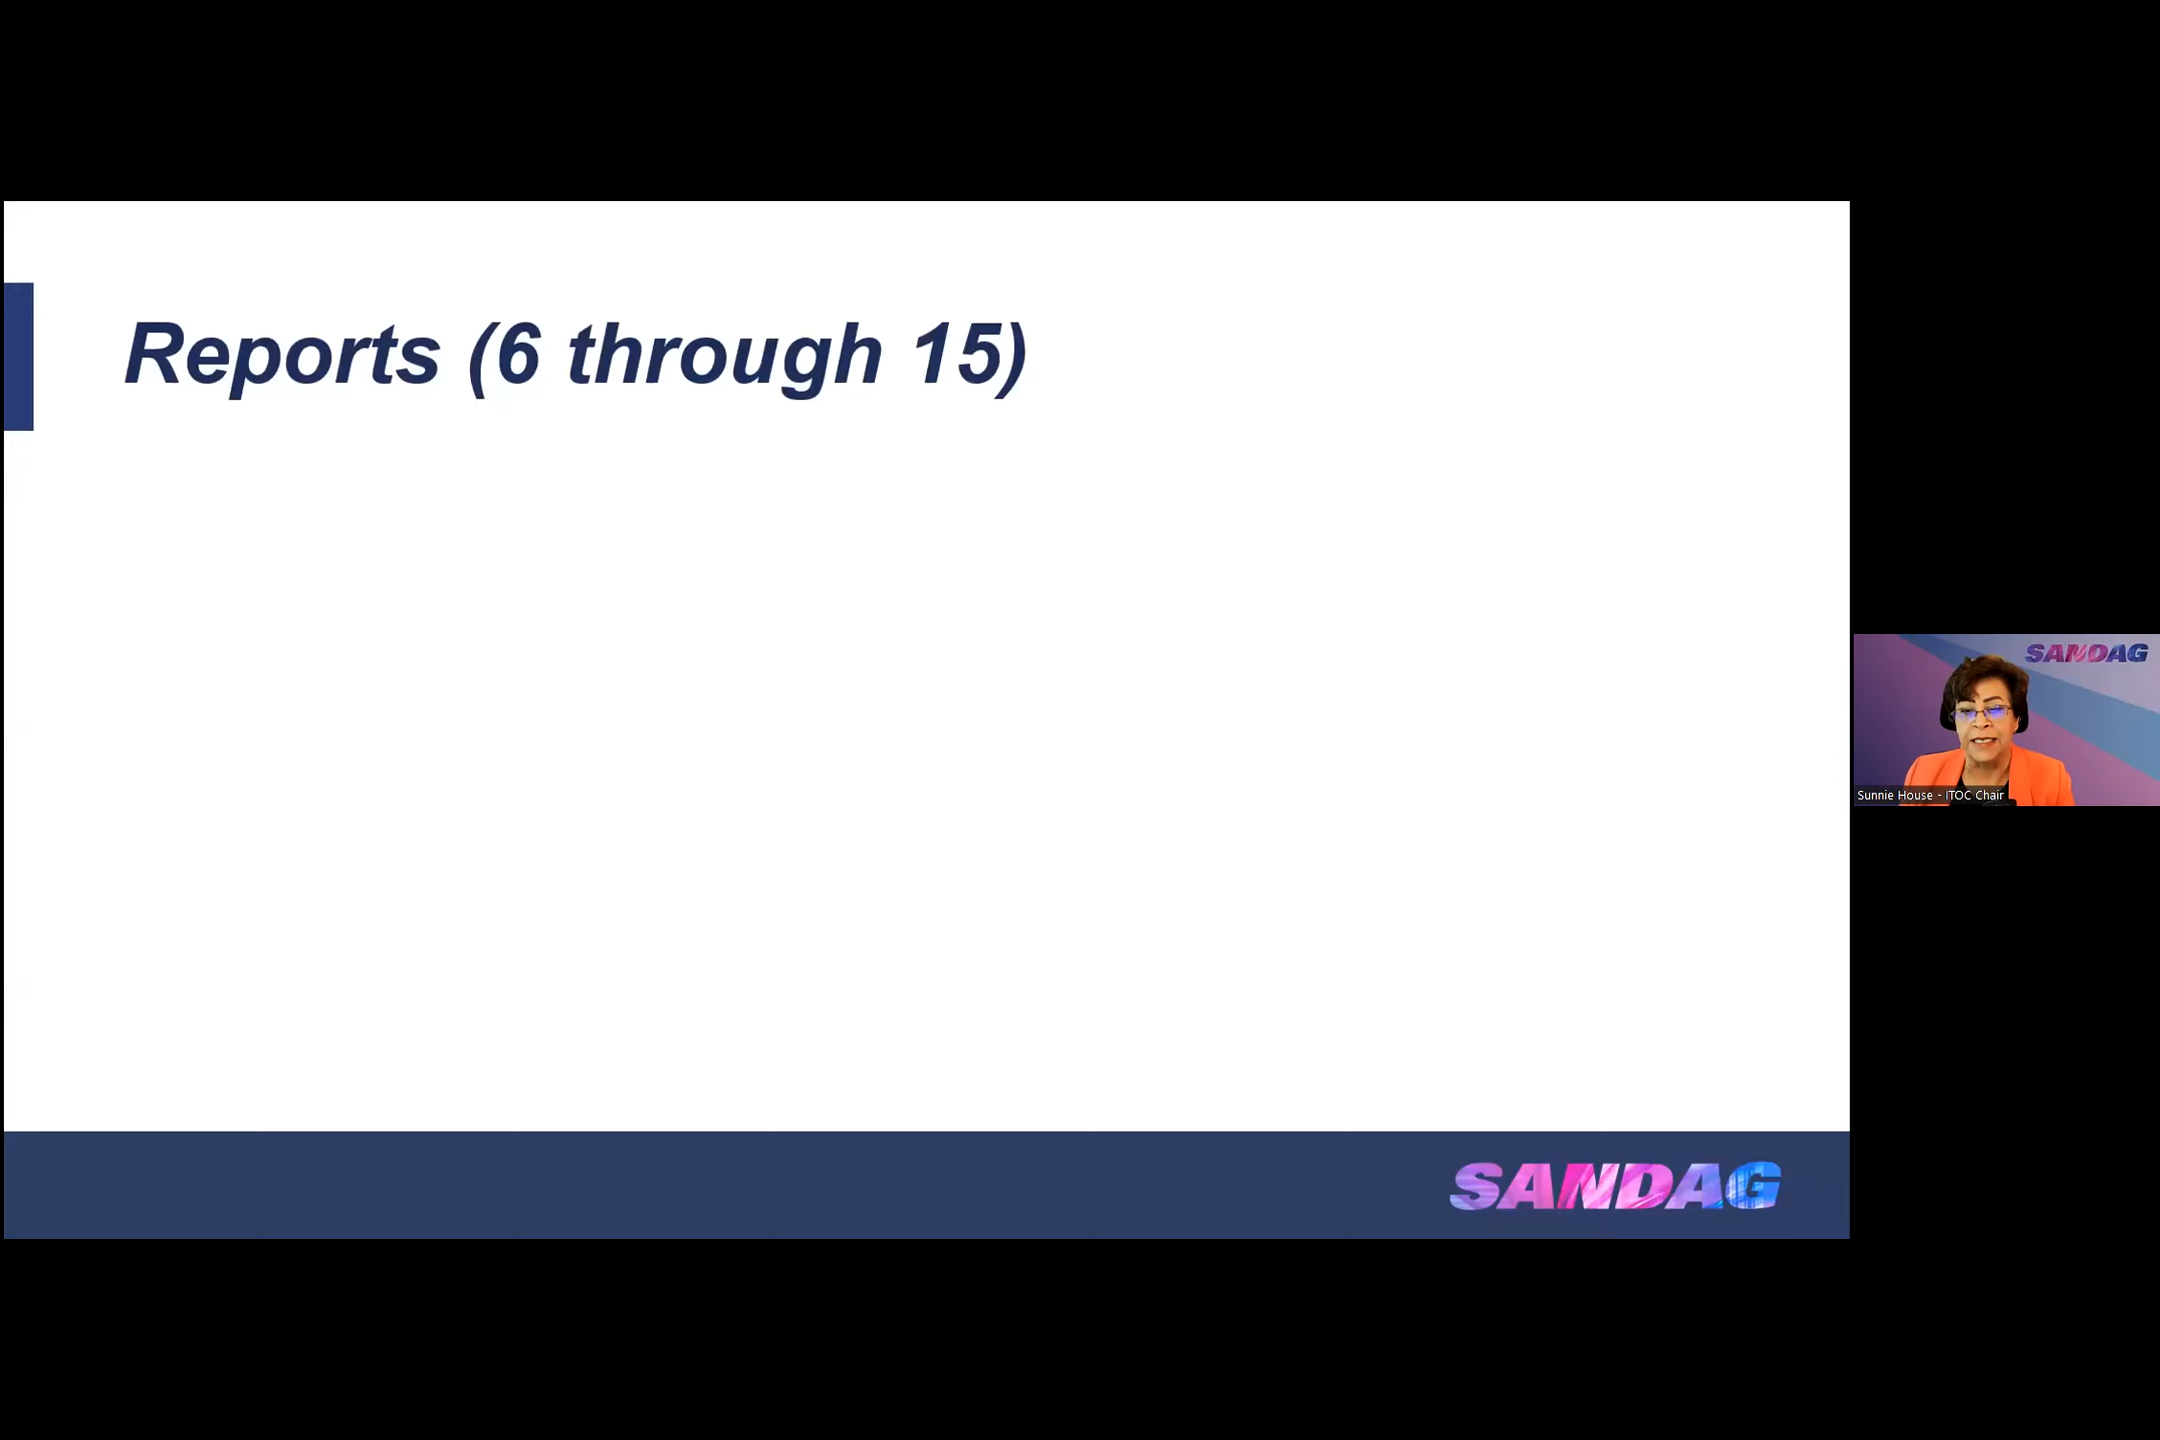 Reports (6 through 15)
SANDAG
Sunnie House - ITOC Chair
SANDAG